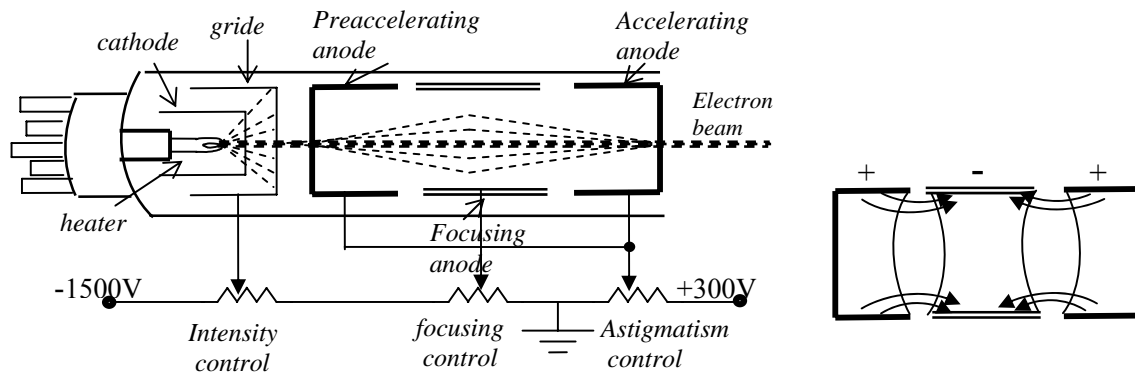 Preaccelerating
anode
Accelerating
anode
gride
cathode
Electron
beam
heater
Focusing
anode
+ - +
-1500V
+300V
Intensity
control
focusing
control
Astigmatism
control